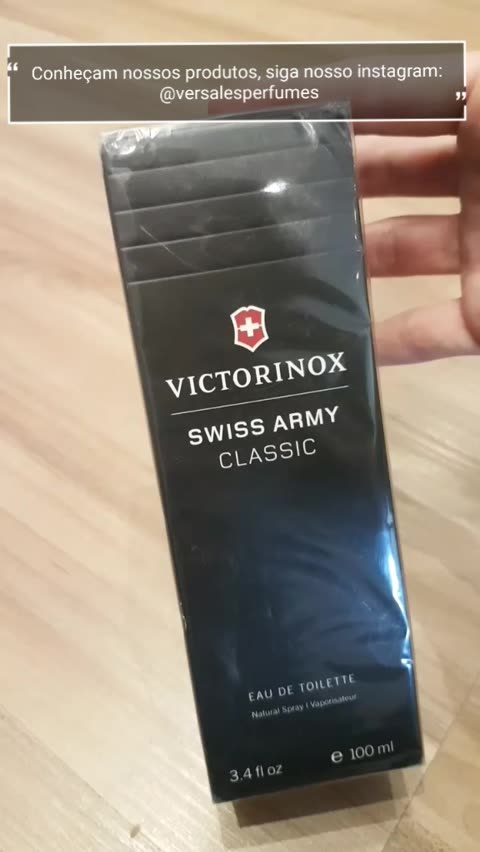 “ Conheçam nossos produtos, siga nosso instagram:
@versalesperfumes ”
VICTORINOX
SWISS ARMY
CLASSIC
EAU DE TOILETTE
Natural Spray | Vaporisateur
3.4 fl oz ℮ 100 ml